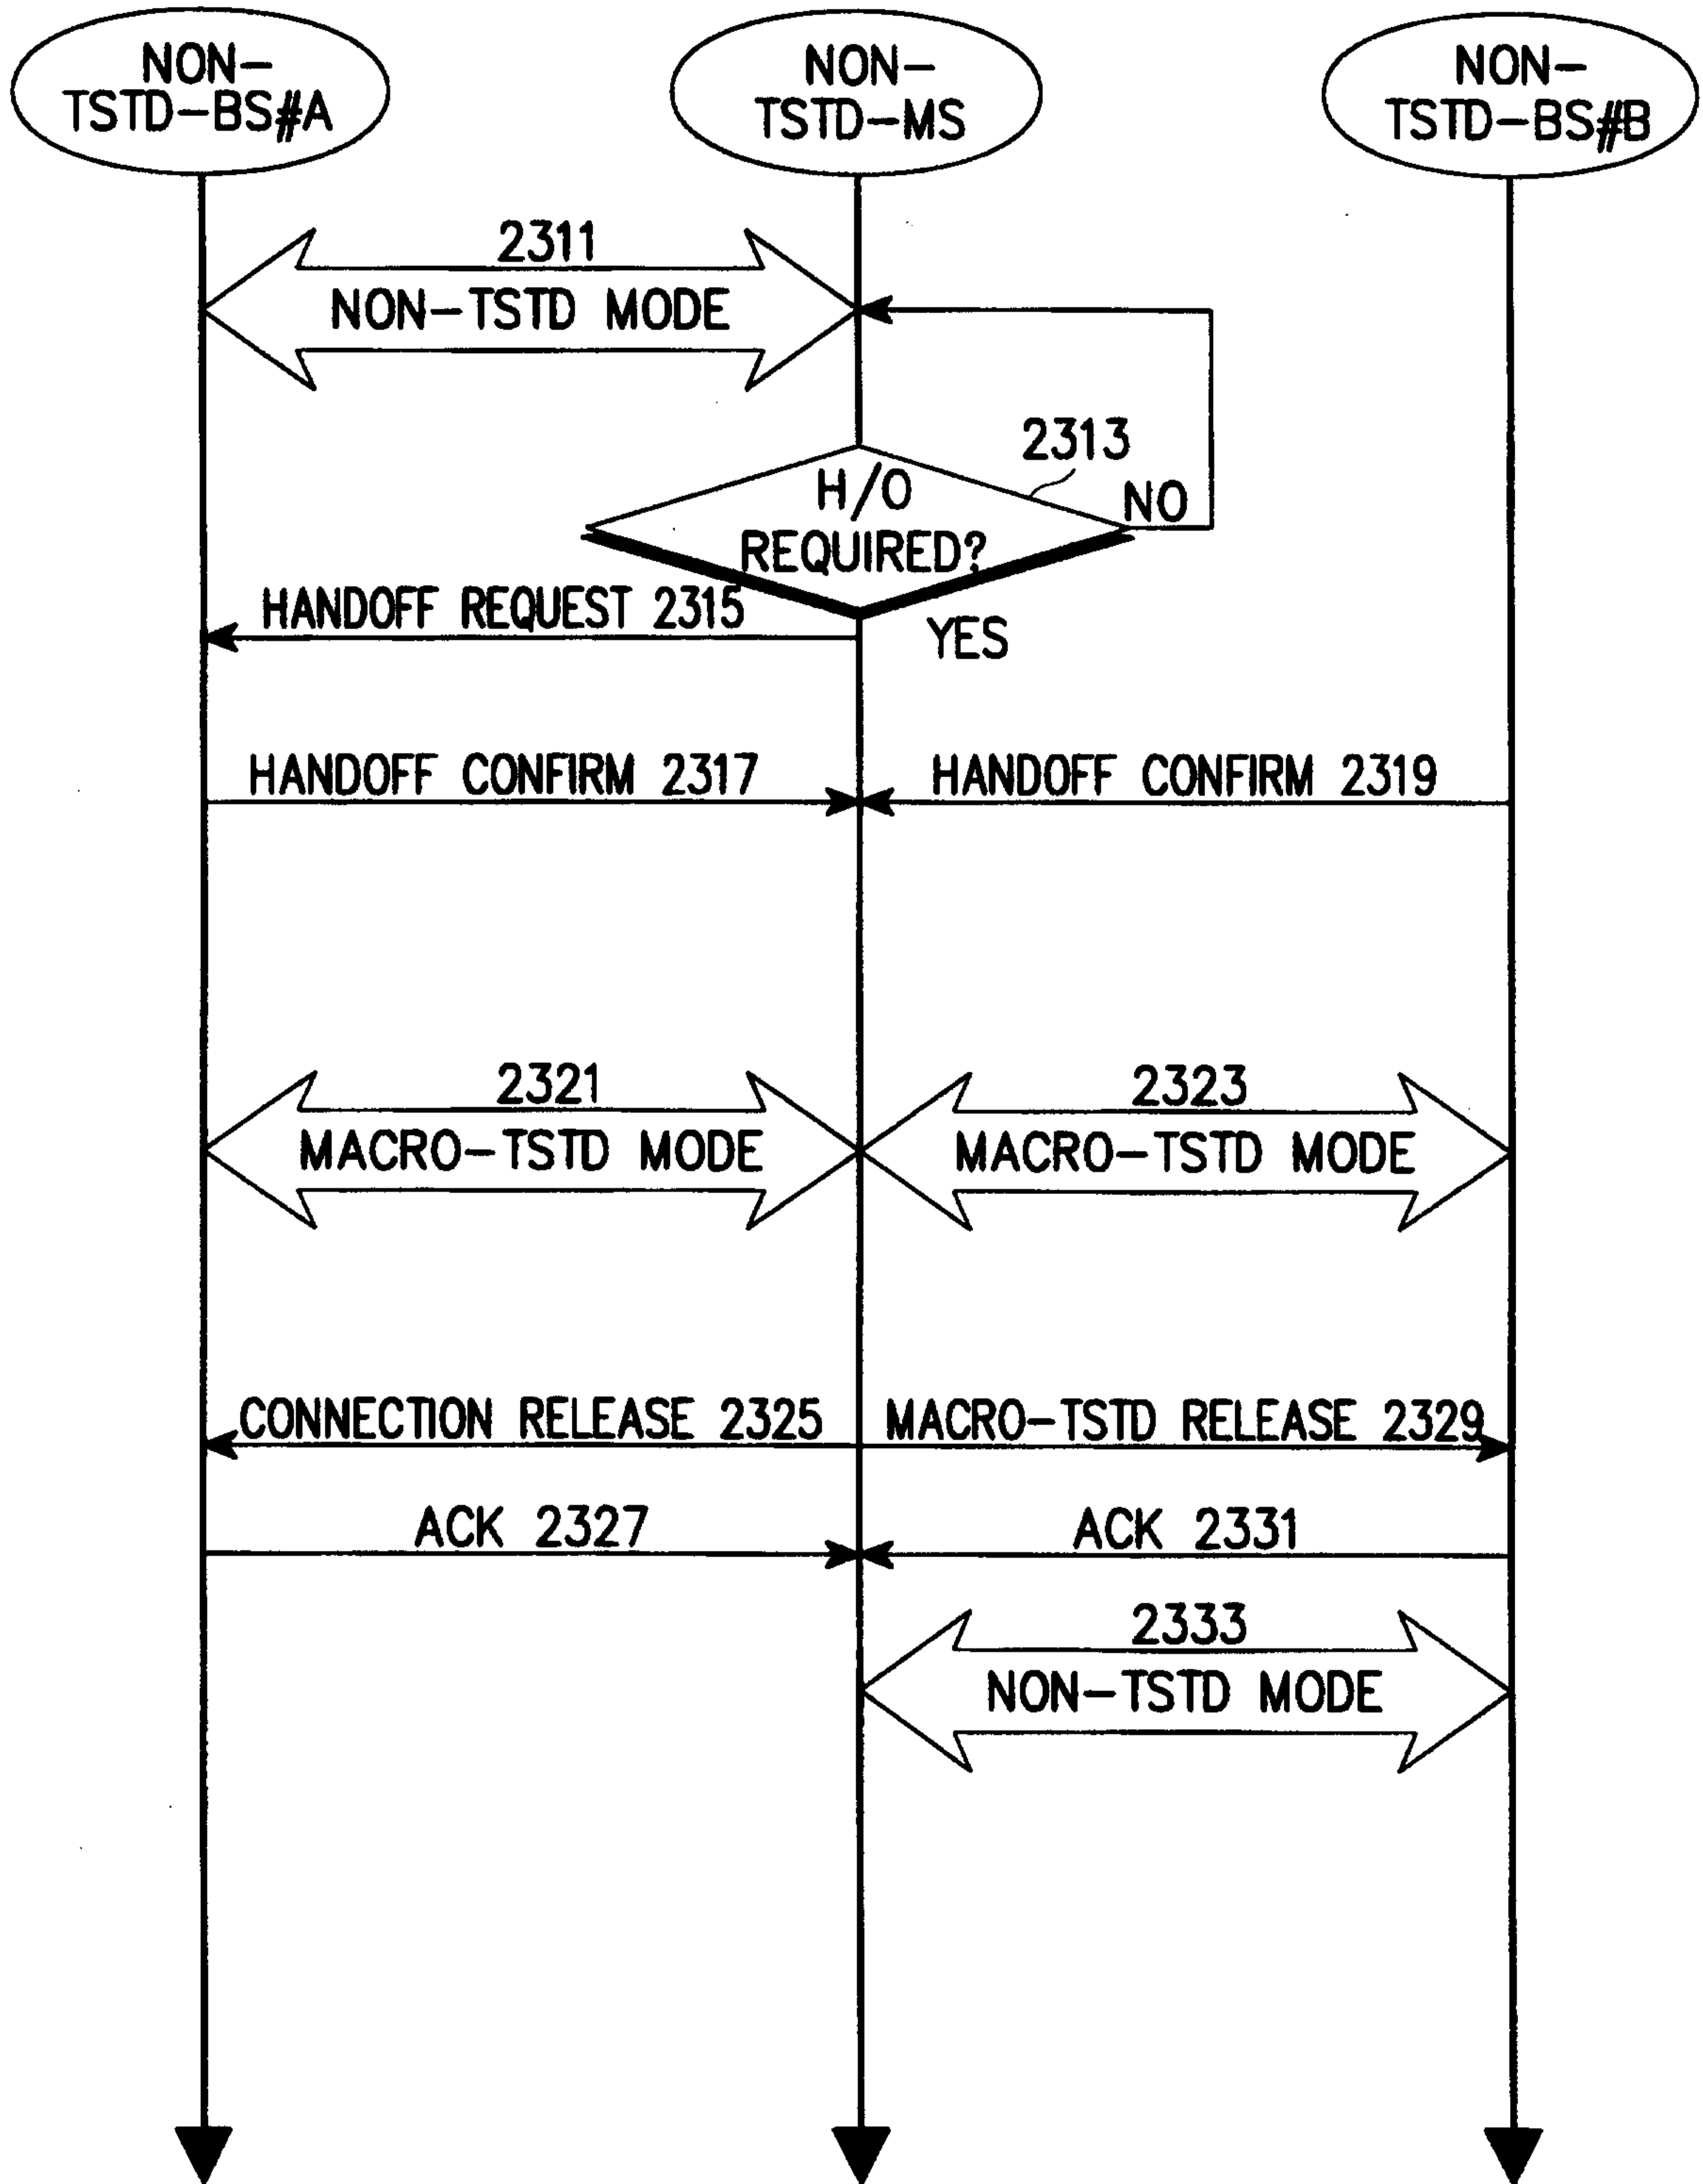 NON-
TSTD-BS#A
NON-
TSTD-MS
NON-
TSTD-BS#B
2311
NON-TSTD MODE
2313
H/O
REQUIRED?
NO
HANDOFF REQUEST 2315
YES
HANDOFF CONFIRM 2317
HANDOFF CONFIRM 2319
2321
MACRO-TSTD MODE
2323
MACRO-TSTD MODE
CONNECTION RELEASE 2325
MACRO-TSTD RELEASE 2329
ACK 2327
ACK 2331
2333
NON-TSTD MODE